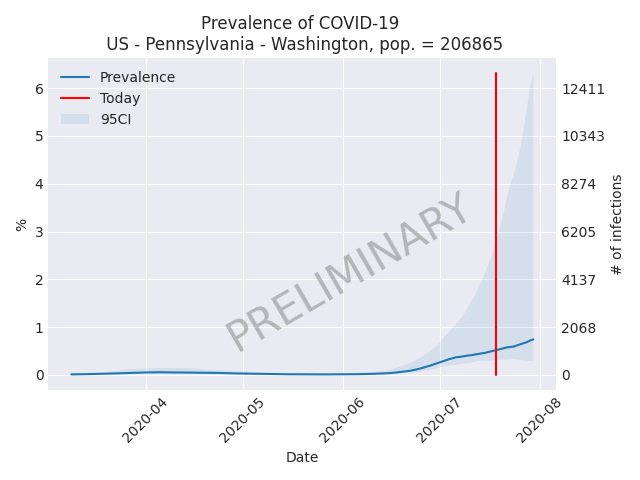 Prevalence of COVID-19
US - Pennsylvania - Washington, pop. = 206865
Prevalence
Today
95CI
6
5
4
3
2
1
0
%
12411
10343
8274
6205
4137
2068
0
# of infections
PRELIMINARY
2020-04
2020-05
2020-06
2020-07
2020-08
Date